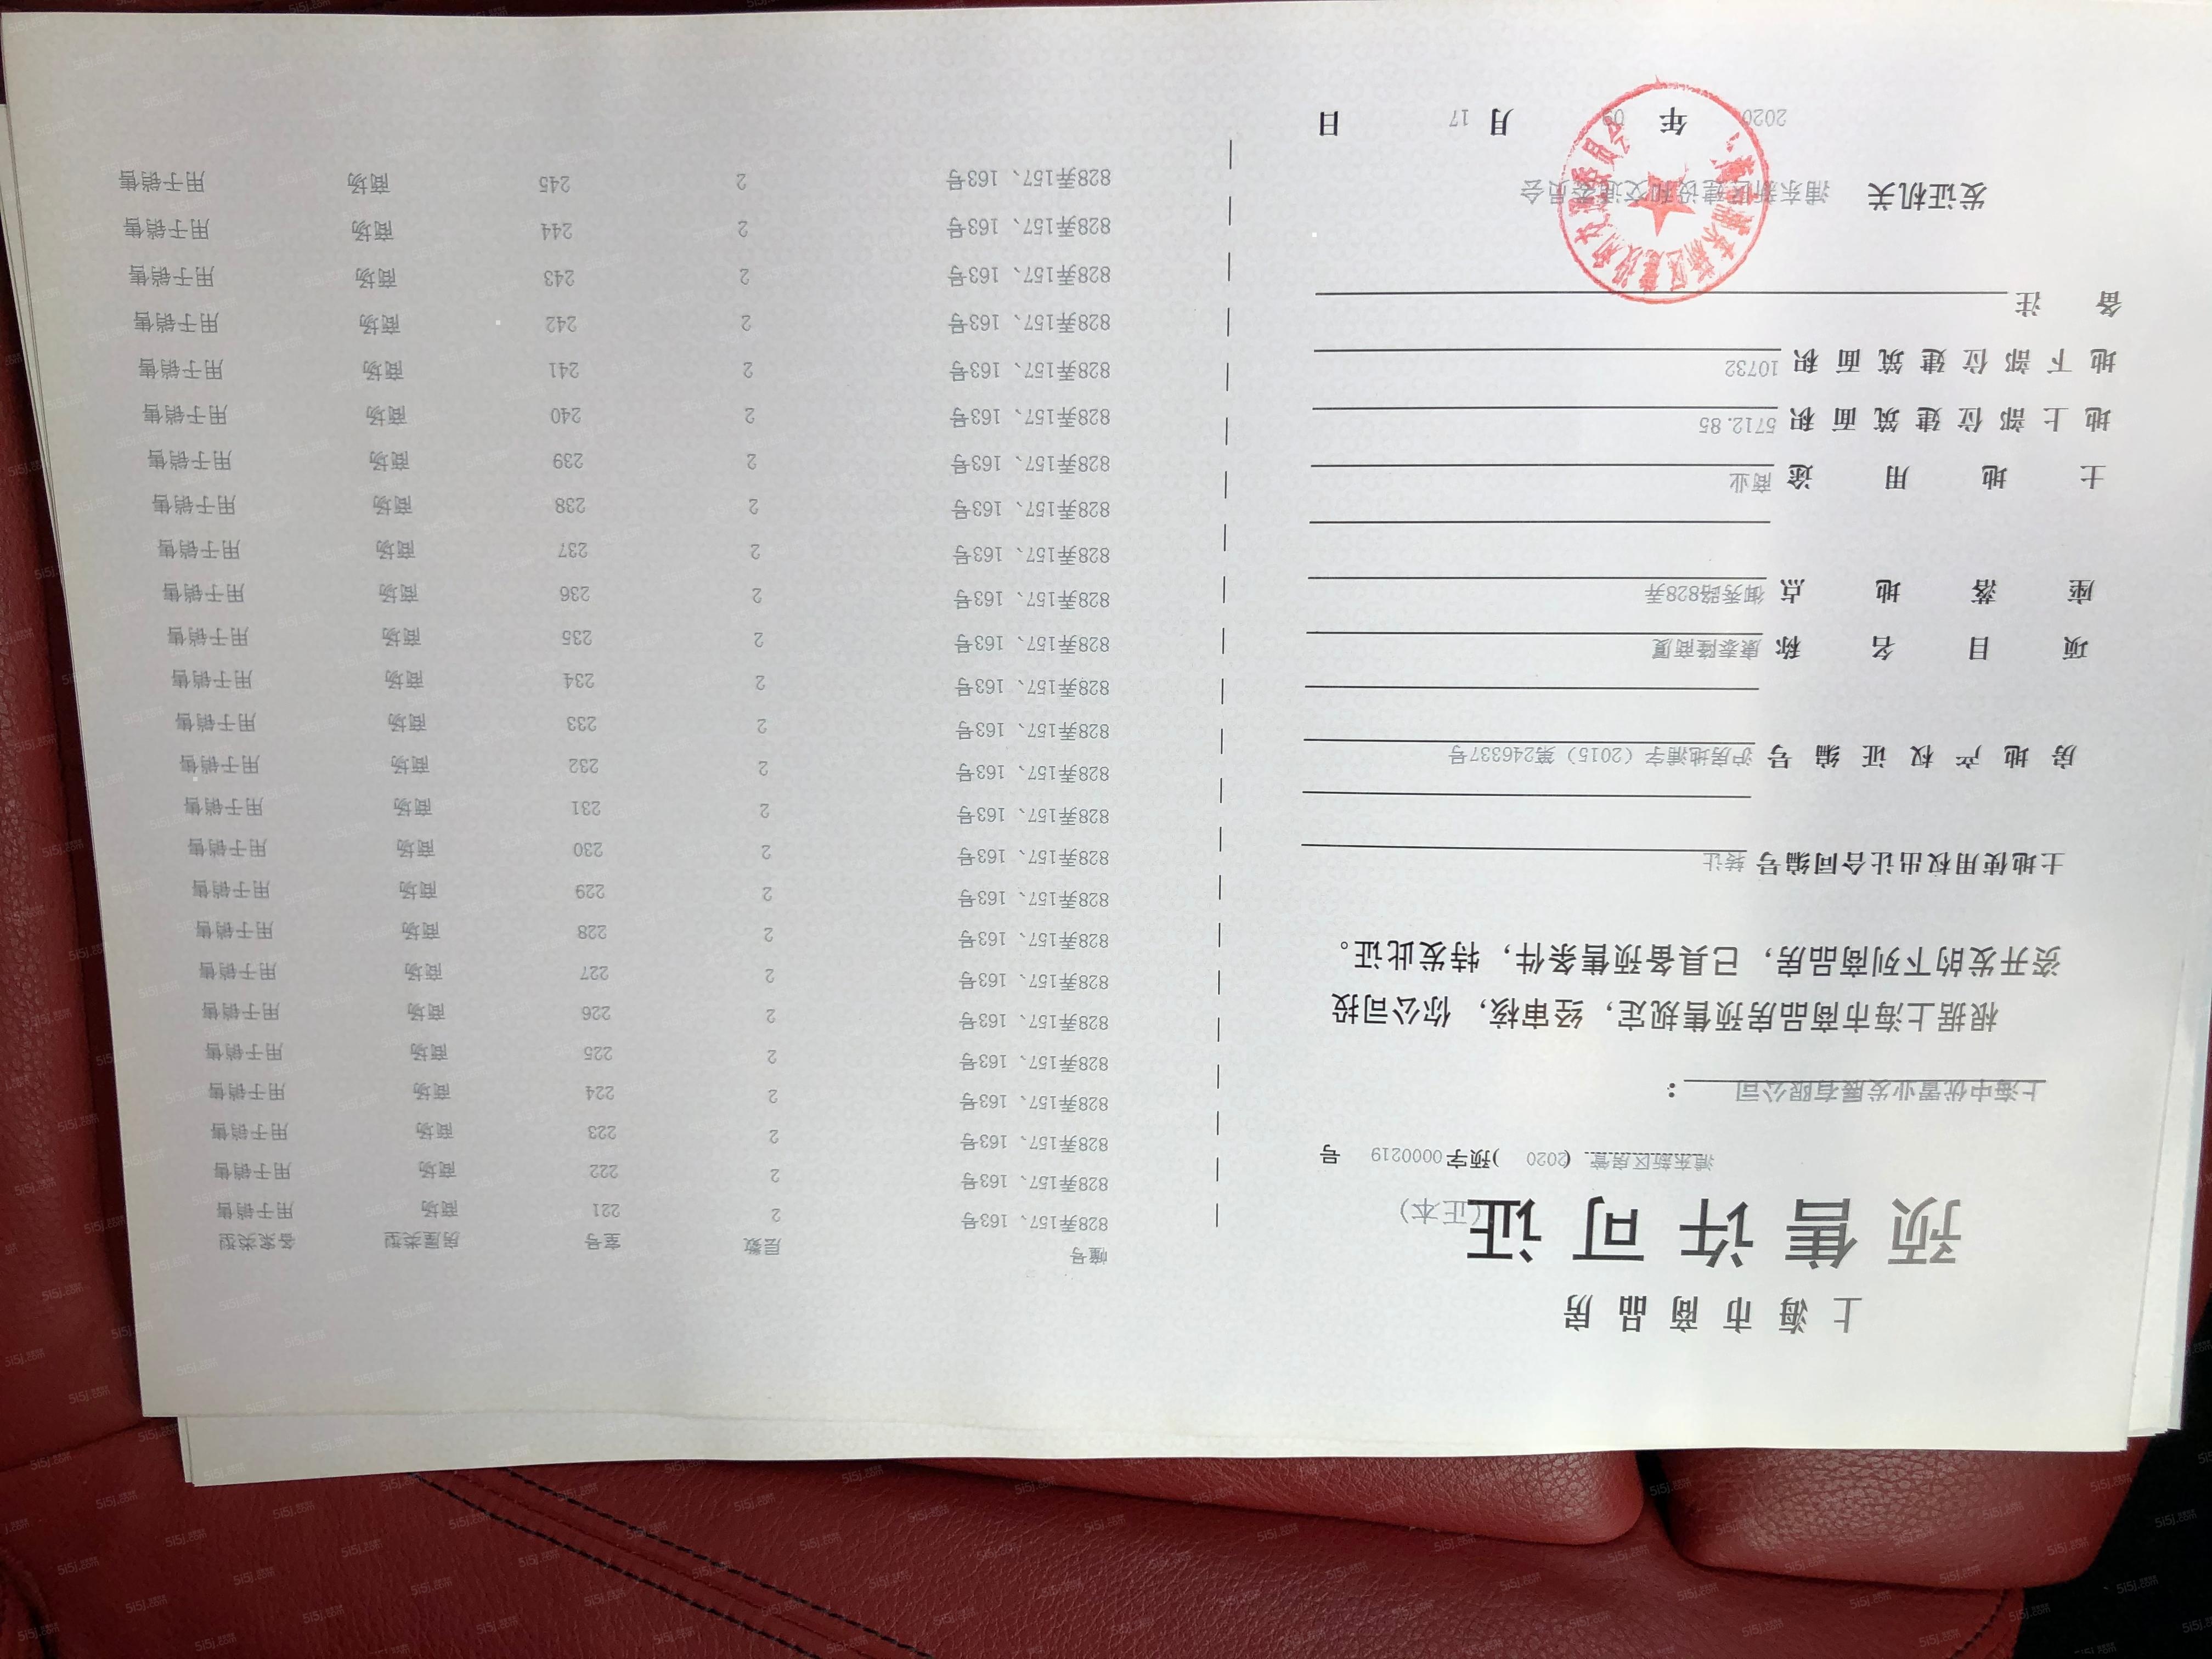 上海市商品房
预售许可证
(正本)
浦东新区房管 (2020)预字0000219号
上海中优置业发展有限公司:
根据上海市商品房预售规定,经审核,你公司投
资开发的下列商品房,已具备预售条件,特发此证。
土地使用权出让合同编号 转让
房地产权证编号 沪房地浦字(2015)第246337号
项目名称 康泰隆商厦
座落地点 御秀路828弄
土地用途 商业
地上部位建筑面积 5712.85
地下部位建筑面积 10732
备注
发证机关 浦东新区建设和交通委员会
2020年09月17日
幢号 层数 室号 房屋类型 备案类型
828弄157、163号 2 221 商场 用于销售
828弄157、163号 2 222 商场 用于销售
828弄157、163号 2 223 商场 用于销售
828弄157、163号 2 224 商场 用于销售
828弄157、163号 2 225 商场 用于销售
828弄157、163号 2 226 商场 用于销售
828弄157、163号 2 227 商场 用于销售
828弄157、163号 2 228 商场 用于销售
828弄157、163号 2 229 商场 用于销售
828弄157、163号 2 230 商场 用于销售
828弄157、163号 2 231 商场 用于销售
828弄157、163号 2 232 商场 用于销售
828弄157、163号 2 233 商场 用于销售
828弄157、163号 2 234 商场 用于销售
828弄157、163号 2 235 商场 用于销售
828弄157、163号 2 236 商场 用于销售
828弄157、163号 2 237 商场 用于销售
828弄157、163号 2 238 商场 用于销售
828弄157、163号 2 239 商场 用于销售
828弄157、163号 2 240 商场 用于销售
828弄157、163号 2 241 商场 用于销售
828弄157、163号 2 242 商场 用于销售
828弄157、163号 2 243 商场 用于销售
828弄157、163号 2 244 商场 用于销售
828弄157、163号 2 245 商场 用于销售
5i5j.com